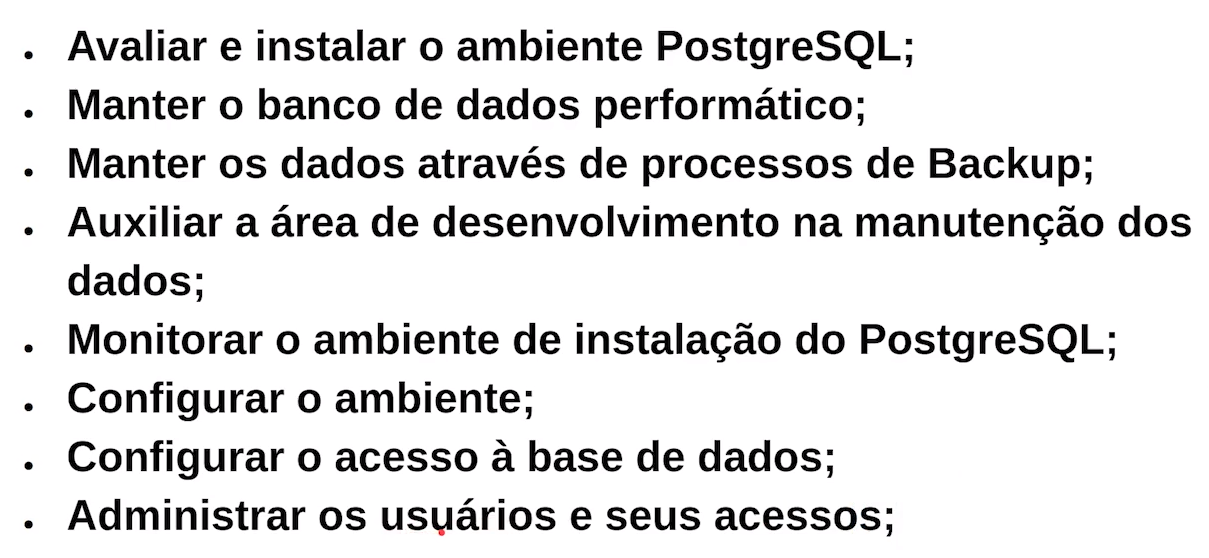 • Avaliar e instalar o ambiente PostgreSQL;
• Manter o banco de dados performático;
• Manter os dados através de processos de Backup;
• Auxiliar a área de desenvolvimento na manutenção dos
dados;
• Monitorar o ambiente de instalação do PostgreSQL;
• Configurar o ambiente;
• Configurar o acesso à base de dados;
• Administrar os usuários e seus acessos;